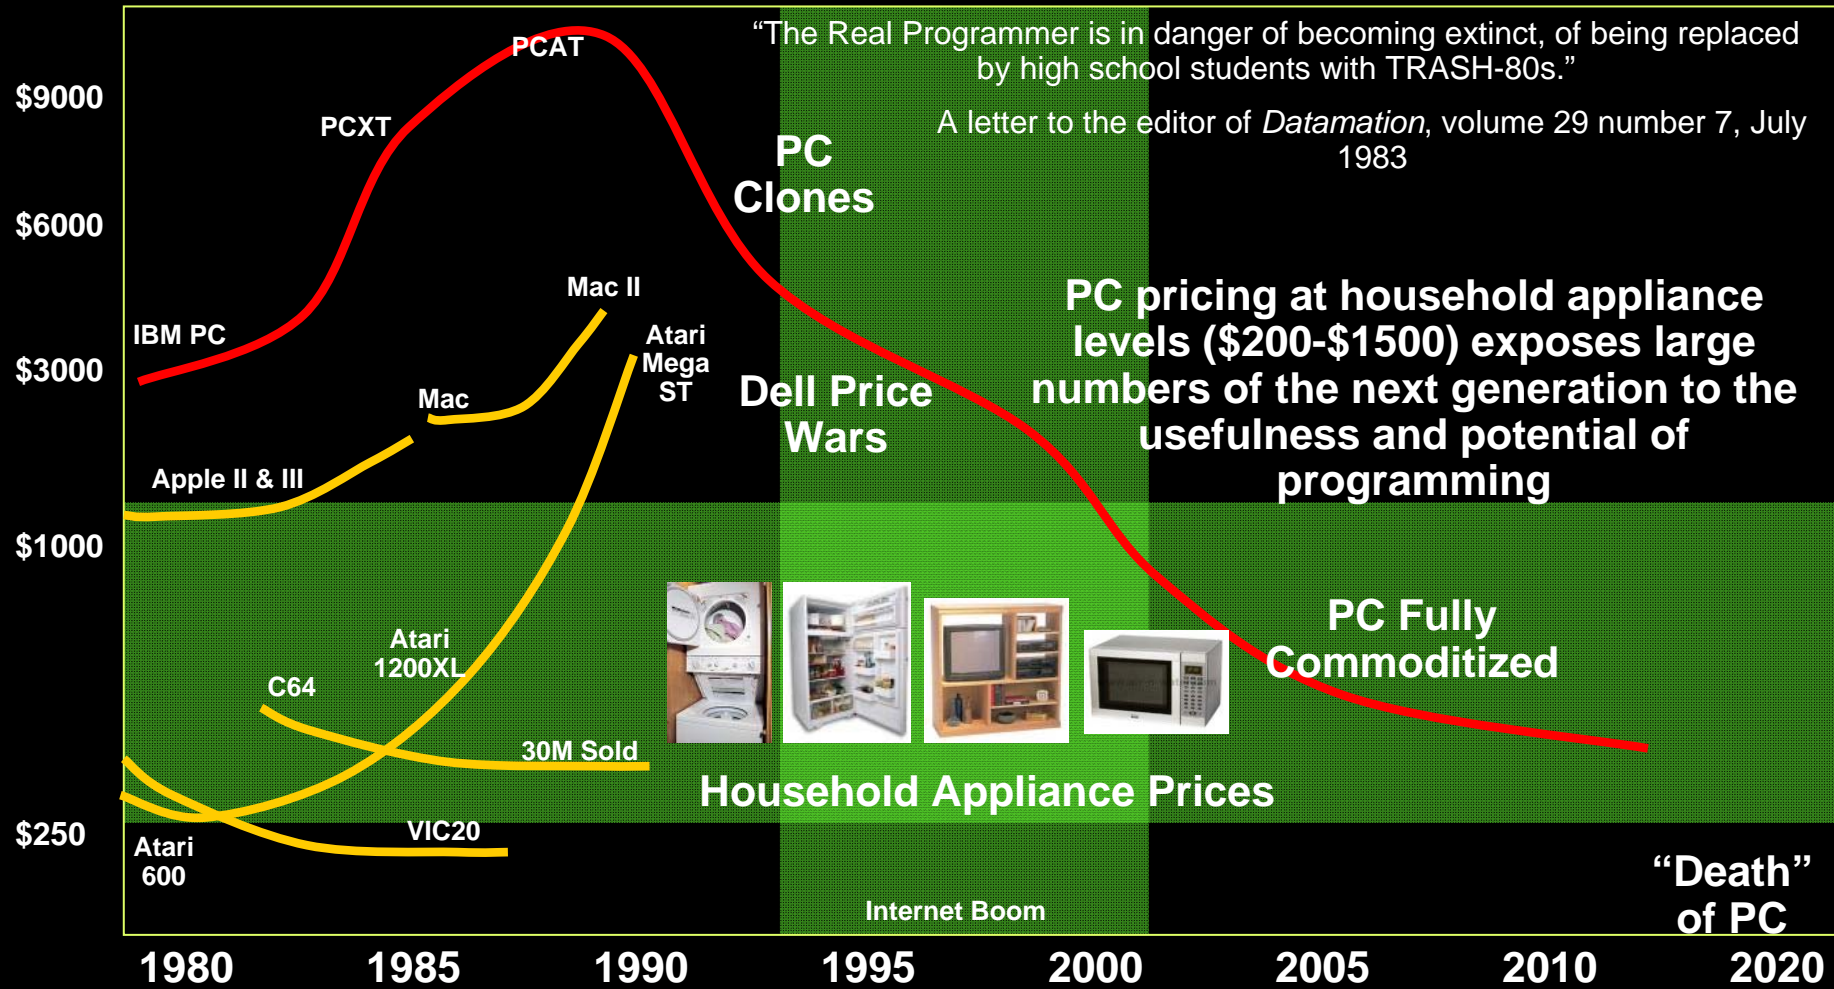 “The Real Programmer is in danger of becoming extinct, of being replaced
by high school students with TRASH-80s.”
A letter to the editor of Datamation, volume 29 number 7, July
1983
$9000
$6000
$3000
$1000
$250
PCAT
PCXT
IBM PC
PC
Clones
Mac II
Atari
Mega
ST
Mac
Apple II & III
Dell Price
Wars
PC pricing at household appliance
levels ($200-$1500) exposes large
numbers of the next generation to the
usefulness and potential of
programming
Atari
1200XL
C64
30M Sold
PC Fully
Commoditized
Household Appliance Prices
VIC20
Atari
600
Internet Boom
“Death”
of PC
1980
1985
1990
1995
2000
2005
2010
2020